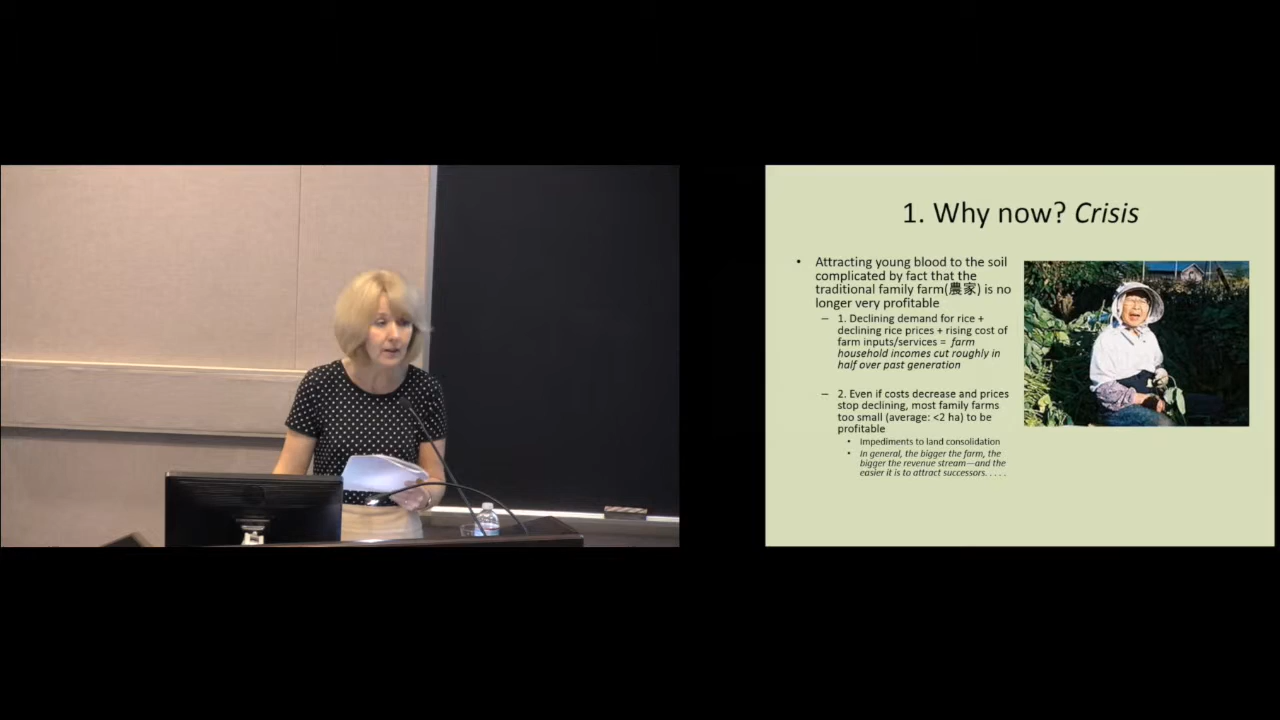 1. Why now? Crisis
• Attracting young blood to the soil
complicated by fact that the
traditional family farm(農家) is no
longer very profitable
– 1. Declining demand for rice +
declining rice prices + rising cost of
farm inputs/services = farm
household incomes cut roughly in
half over past generation
– 2. Even if costs decrease and prices
stop declining, most family farms
too small (average: <2 ha) to be
profitable
• Impediments to land consolidation
• In general, the bigger the farm, the
bigger the revenue stream—and the
easier it is to attract successors. . . . .